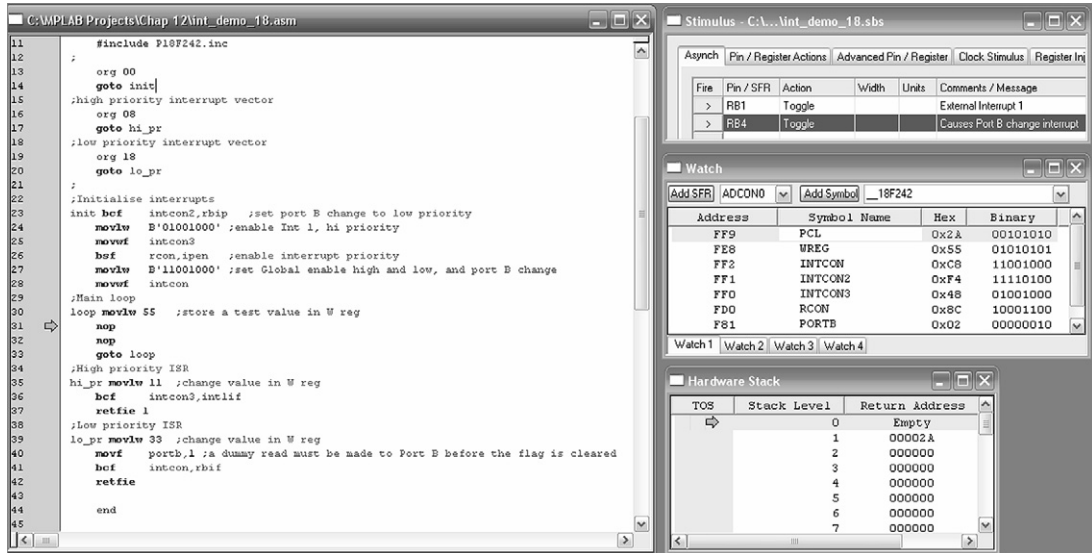 C:\MPLAB Projects\Chap 12\int_demo_18.asm
11 #include P18F242.inc
12 ;
13 org 00
14 goto init
15 ;high priority interrupt vector
16 org 08
17 goto hi_pr
18 ;low priority interrupt vector
19 org 18
20 goto lo_pr
21 ;
22 ;Initialise interrupts
23 init bcf intcon2,rbip ;set port B change to low priority
24 movlw B'01001000' ;enable Int 1, hi priority
25 movwf intcon3
26 bsf rcon,ipen ;enable interrupt priority
27 movlw B'11001000' ;set Global enable high and low, and port B change
28 movwf intcon
29 ;Main loop
30 loop movlw 55 ;store a test value in W reg
31 nop
32 nop
33 goto loop
34 ;High priority ISR
35 hi_pr movlw 11 ;change value in W reg
36 bcf intcon3,int1if
37 retfie 1
38 ;Low priority ISR
39 lo_pr movlw 33 ;change value in W reg
40 movf portb,1 ;a dummy read must be made to Port B before the flag is cleared
41 bcf intcon,rbif
42 retfie
43
44 end
45
Stimulus - C:\...\int_demo_18.sbs
Asynch Pin / Register Actions Advanced Pin / Register Clock Stimulus Register Inj
Fire Pin / SFR Action Width Units Comments / Message
> RB1 Toggle External Interrupt 1
> RB4 Toggle Causes Port B change interrupt
Watch
Add SFR ADCON0 Add Symbol __18F242
Address Symbol Name Hex Binary
FF9 PCL 0x2A 00101010
FE8 WREG 0x55 01010101
FF2 INTCON 0xC8 11001000
FF1 INTCON2 0xF4 11110100
FF0 INTCON3 0x48 01001000
FD0 RCON 0x8C 10001100
F81 PORTB 0x02 00000010
Watch 1 Watch 2 Watch 3 Watch 4
Hardware Stack
TOS Stack Level Return Address
0 Empty
1 00002A
2 000000
3 000000
4 000000
5 000000
6 000000
7 000000